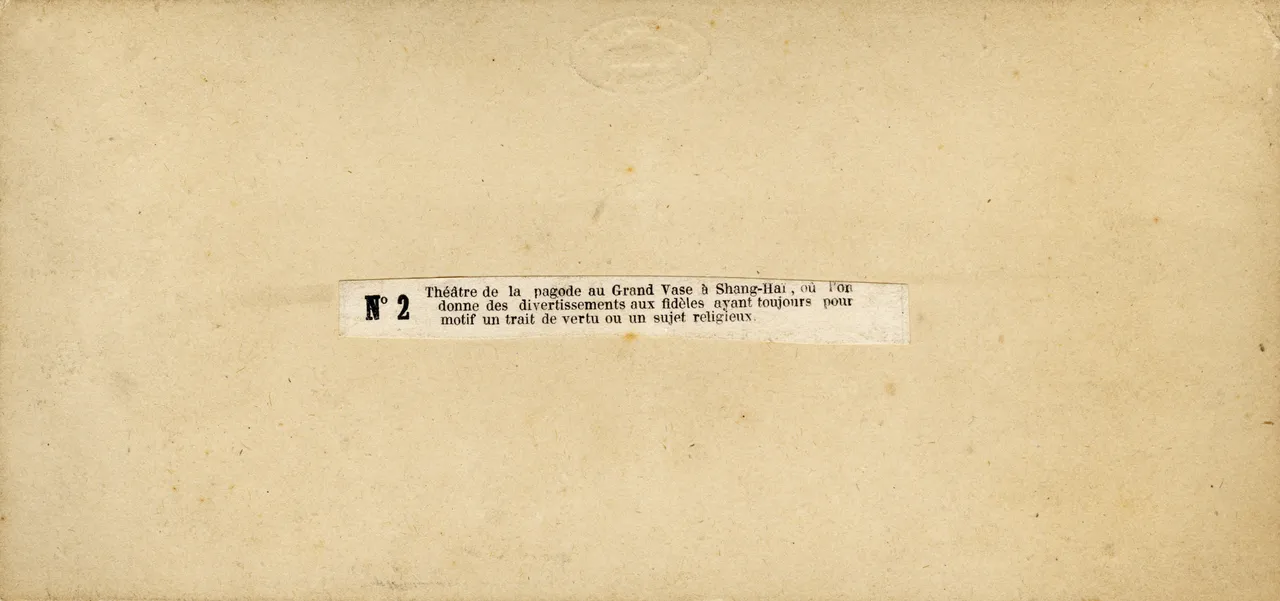 Nº 2
Théâtre de la pagode au Grand Vase à Shang-Haï, où l'on
donne des divertissements aux fidèles ayant toujours pour
motif un trait de vertu ou un sujet religieux.